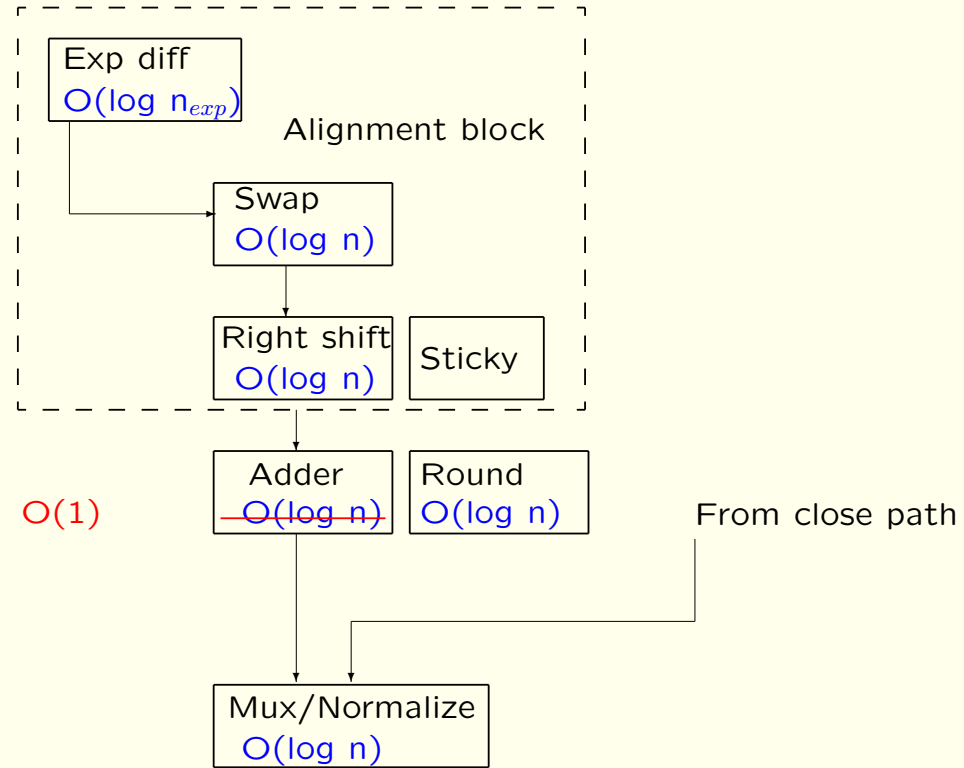 Exp diff
O(log n_exp)
Alignment block
Swap
O(log n)
Right shift
O(log n)
Sticky
Adder
O(log n)
Round
O(log n)
O(1)
From close path
Mux/Normalize
O(log n)